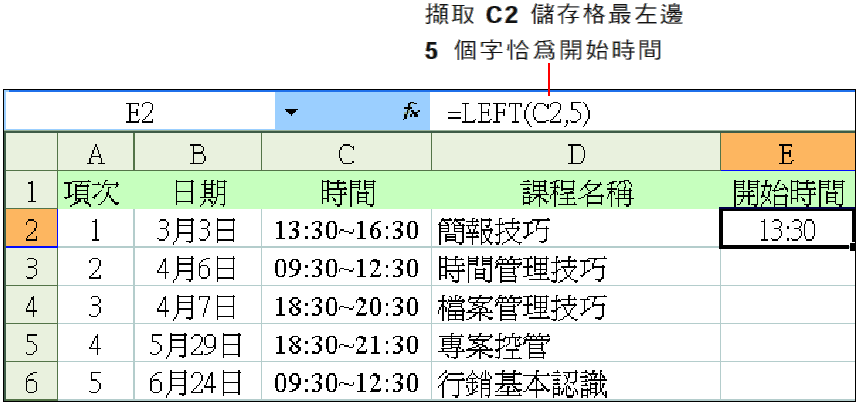 擷取 C2 儲存格最左邊
5 個字恰為開始時間
E2 fx =LEFT(C2,5)
A B C D E
1 項次 日期 時間 課程名稱 開始時間
2 1 3月3日 13:30~16:30 簡報技巧 13:30
3 2 4月6日 09:30~12:30 時間管理技巧
4 3 4月7日 18:30~20:30 檔案管理技巧
5 4 5月29日 18:30~21:30 專案控管
6 5 6月24日 09:30~12:30 行銷基本認識